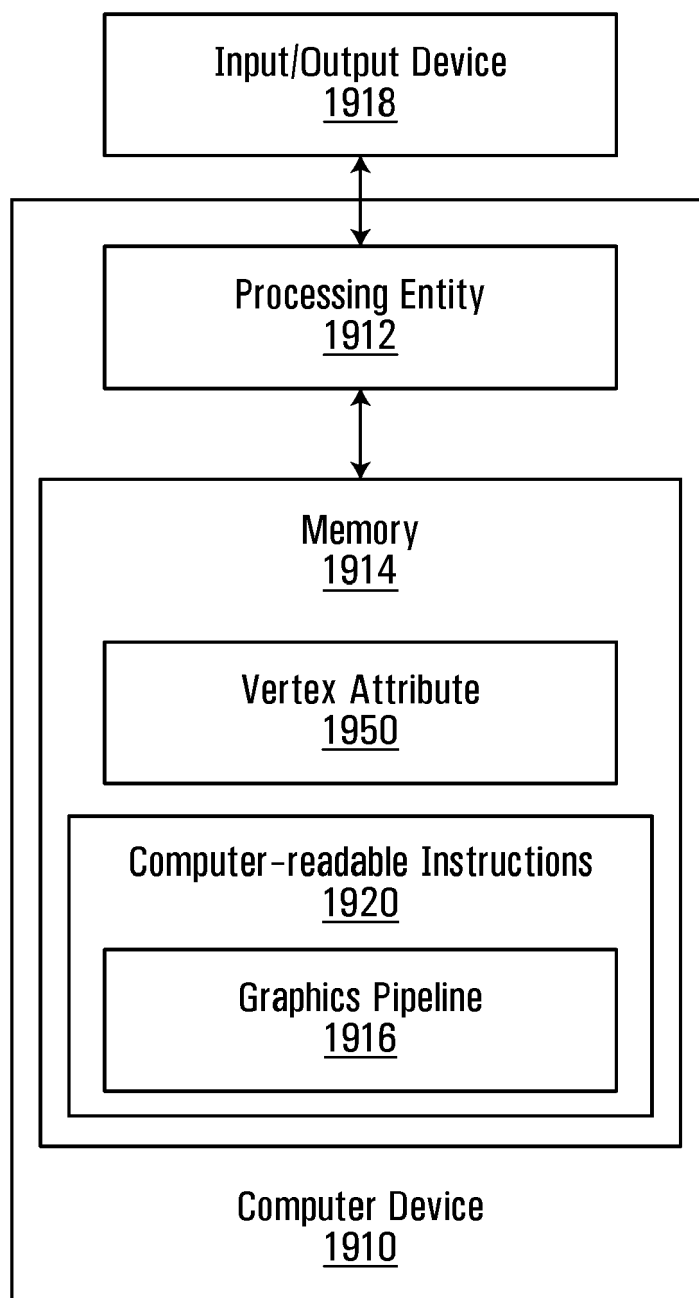 Input/Output Device
1918
Processing Entity
1912
Memory
1914
Vertex Attribute
1950
Computer-readable Instructions
1920
Graphics Pipeline
1916
Computer Device
1910